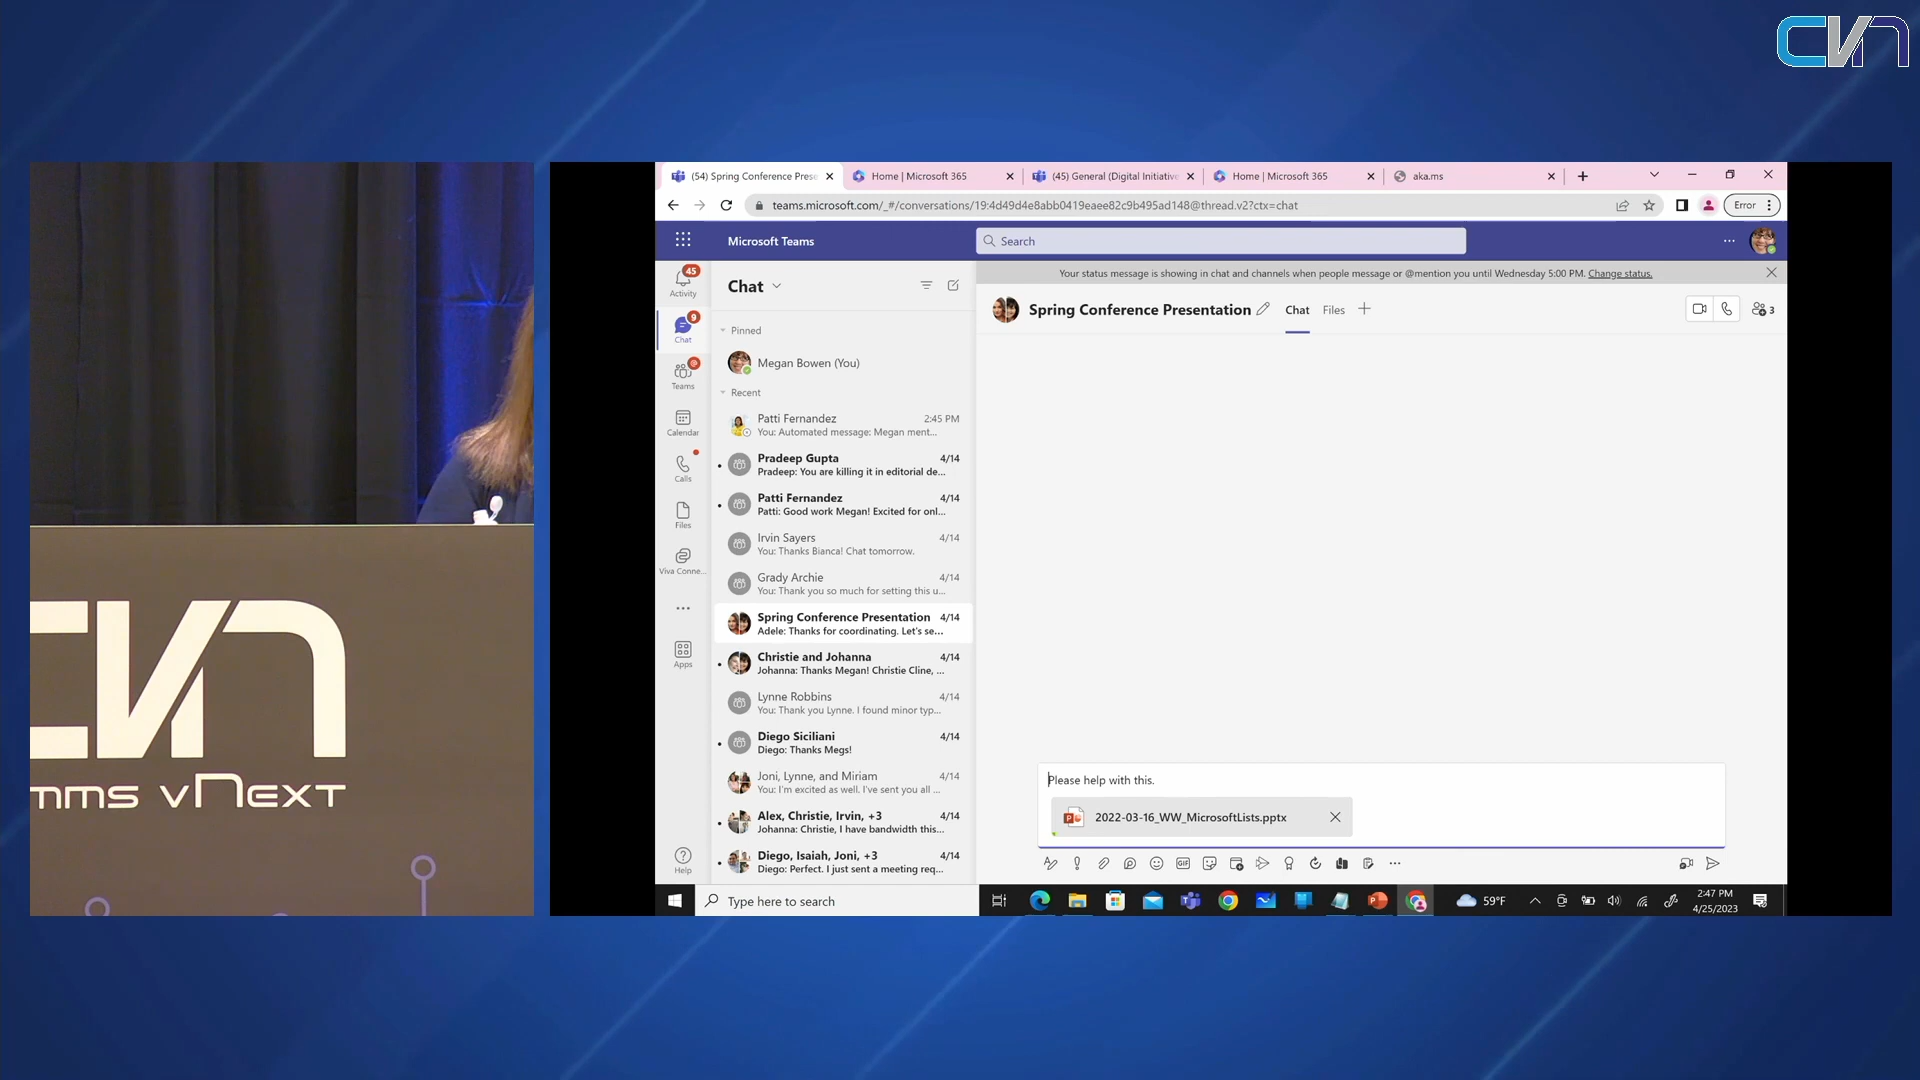 CVN
(54) Spring Conference Prese
Home | Microsoft 365
(45) General (Digital Initiative
Home | Microsoft 365
aka.ms
teams.microsoft.com/_#/conversations/19:4d49d4e8abb0419eaee82c9b495ad148@thread.v2?ctx=chat
Error
Microsoft Teams
Search
Your status message is showing in chat and channels when people message or @mention you until Wednesday 5:00 PM. Change status.
45
Activity
9
Chat
Teams
Calendar
Calls
Files
Viva Conne...
Apps
Help
Chat
Pinned
Megan Bowen (You)
Recent
Patti Fernandez 2:45 PM
You: Automated message: Megan ment...
Pradeep Gupta 4/14
Pradeep: You are killing it in editorial de...
Patti Fernandez 4/14
Patti: Good work Megan! Excited for onl...
Irvin Sayers 4/14
You: Thanks Bianca! Chat tomorrow.
Grady Archie 4/14
You: Thank you so much for setting this u...
Spring Conference Presentation 4/14
Adele: Thanks for coordinating. Let's se...
Christie and Johanna 4/14
Johanna: Thanks Megan! Christie Cline, ...
Lynne Robbins 4/14
You: Thank you Lynne. I found minor typ...
Diego Siciliani 4/14
Diego: Thanks Megs!
Joni, Lynne, and Miriam 4/14
You: I'm excited as well. I've sent you all ...
Alex, Christie, Irvin, +3 4/14
Johanna: Christie, I have bandwidth this...
Diego, Isaiah, Joni, +3 4/14
Diego: Perfect. I just sent a meeting req...
Spring Conference Presentation
Chat
Files
3
Please help with this.
2022-03-16_WW_MicrosoftLists.pptx
GIF
Type here to search
59°F
2:47 PM
4/25/2023
CVN
mms vNext